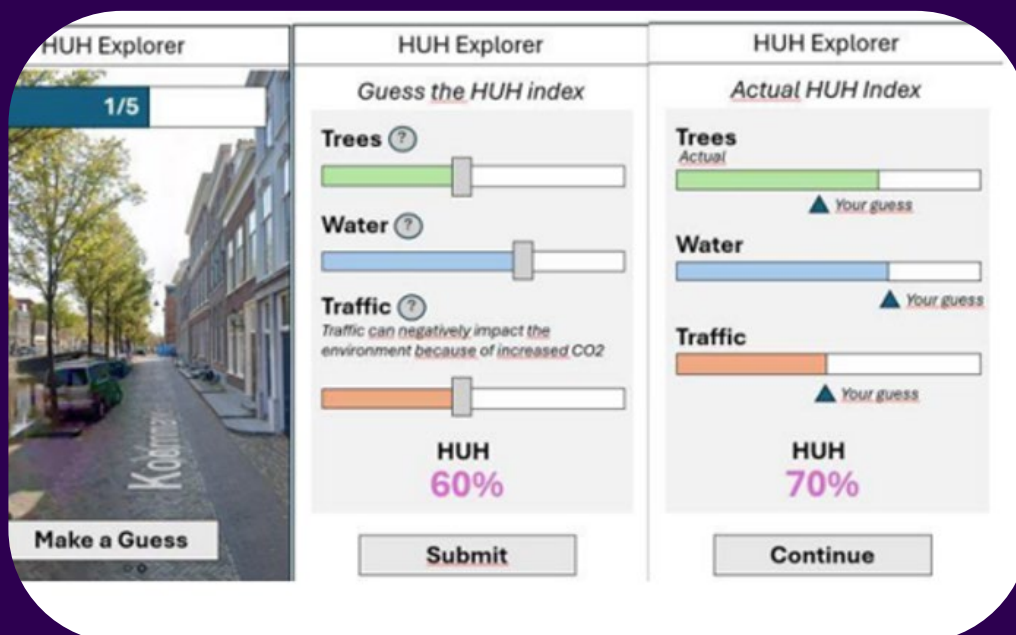 HUH Explorer
1/5
Make a Guess
HUH Explorer
Guess the HUH index
Trees ?
Water ?
Traffic ?
Traffic can negatively impact the
environment because of increased CO2
HUH
60%
Submit
HUH Explorer
Actual HUH Index
Trees
Actual
Your guess
Water
Your guess
Traffic
Your guess
HUH
70%
Continue